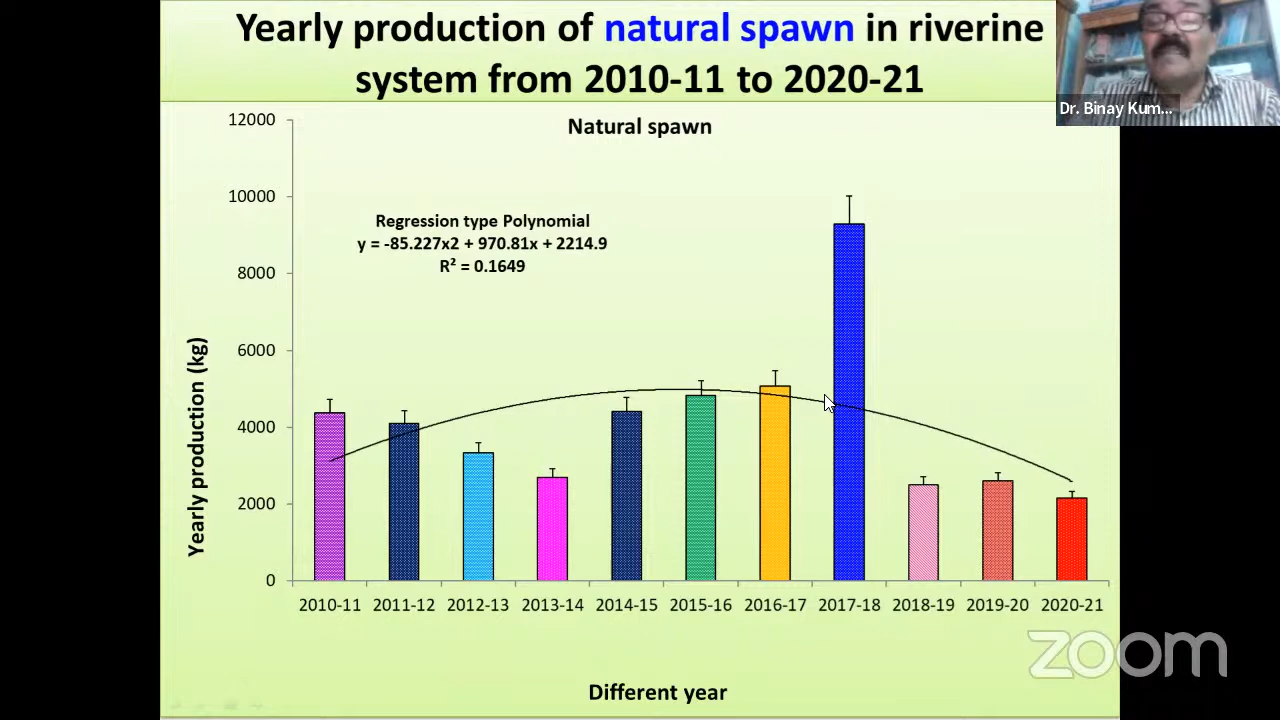 Yearly production of natural spawn in riverine
system from 2010-11 to 2020-21
Dr. Binay Kum...
Natural spawn
12000
10000
8000
6000
4000
2000
0
Regression type Polynomial
y = -85.227x2 + 970.81x + 2214.9
R² = 0.1649
Yearly production (kg)
2010-11 2011-12 2012-13 2013-14 2014-15 2015-16 2016-17 2017-18 2018-19 2019-20 2020-21
Different year
zoom